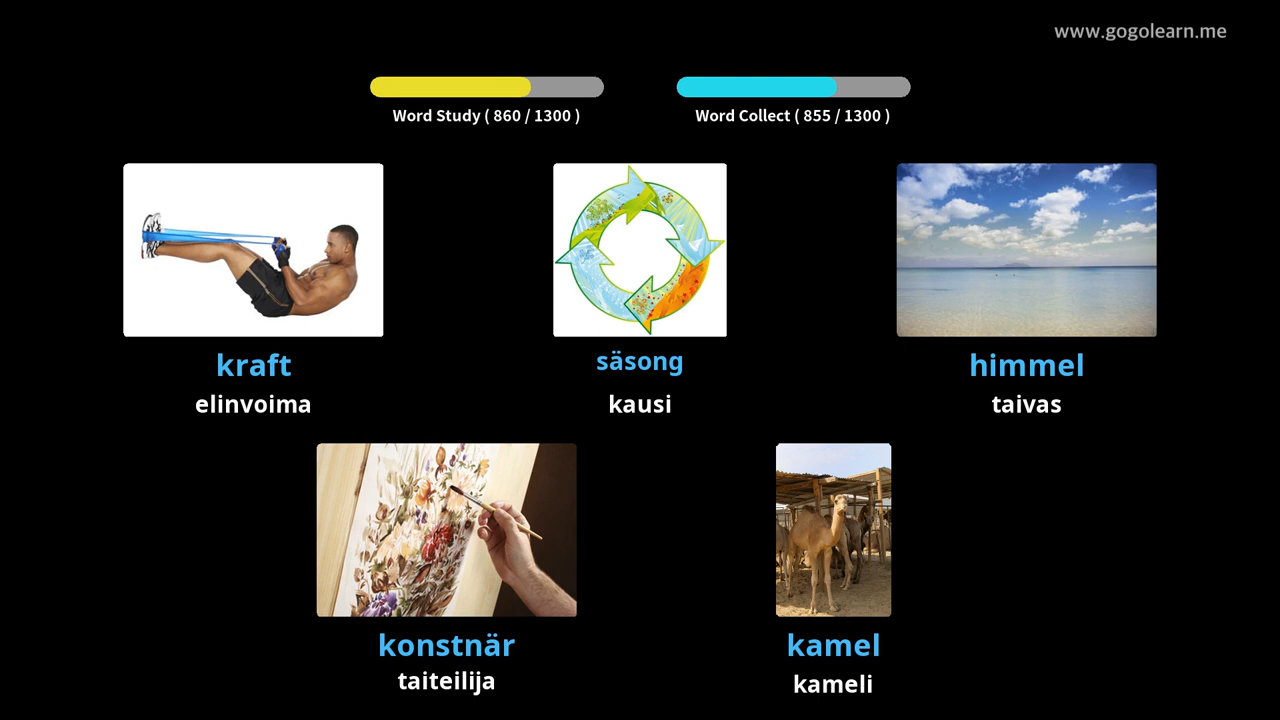 www.gogolearn.me
Word Study ( 860 / 1300 )
Word Collect ( 855 / 1300 )
kraft
elinvoima
säsong
kausi
himmel
taivas
konstnär
taiteilija
kamel
kameli